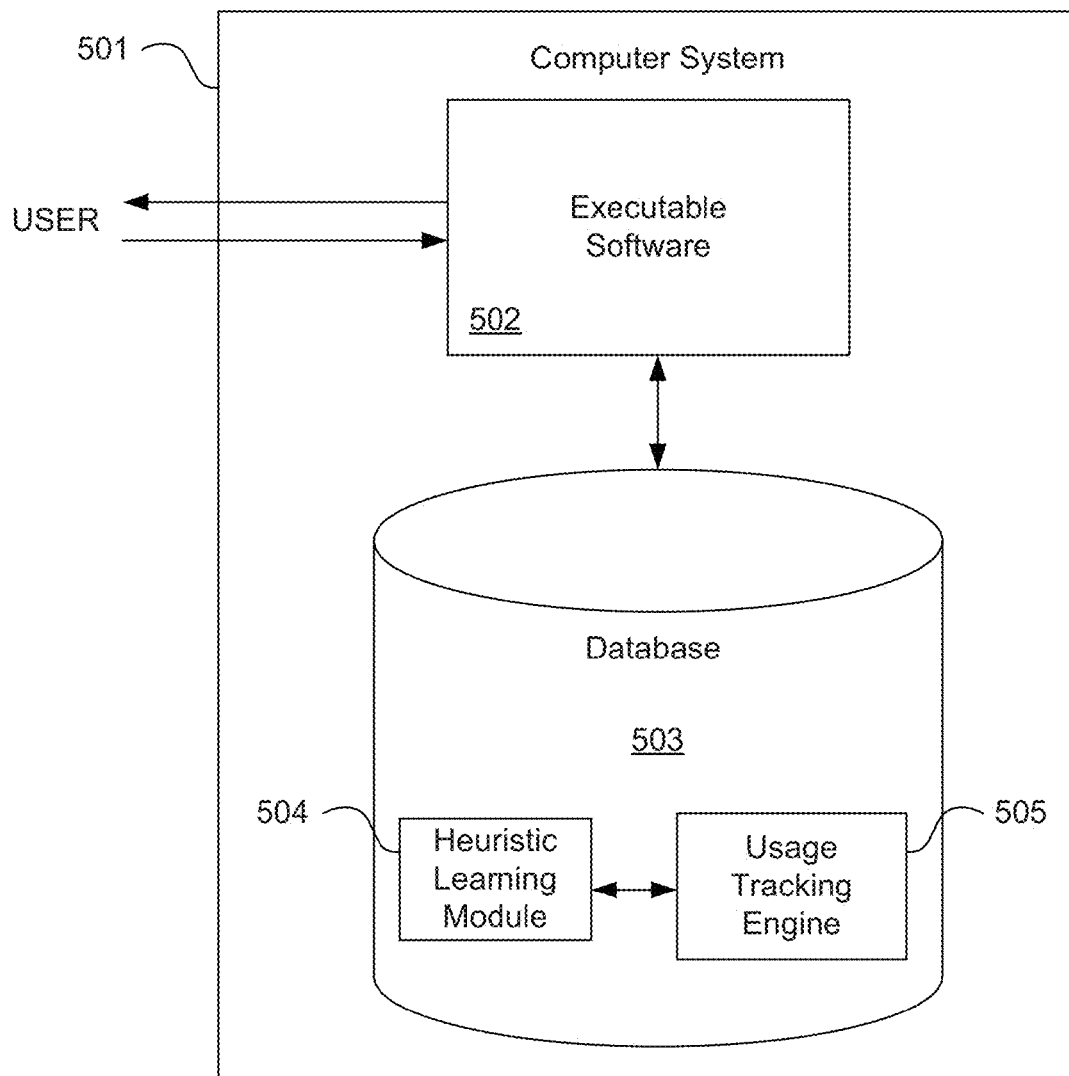 501
Computer System
USER
Executable
Software
502
Database
503
504
505
Heuristic
Learning
Module
Usage
Tracking
Engine